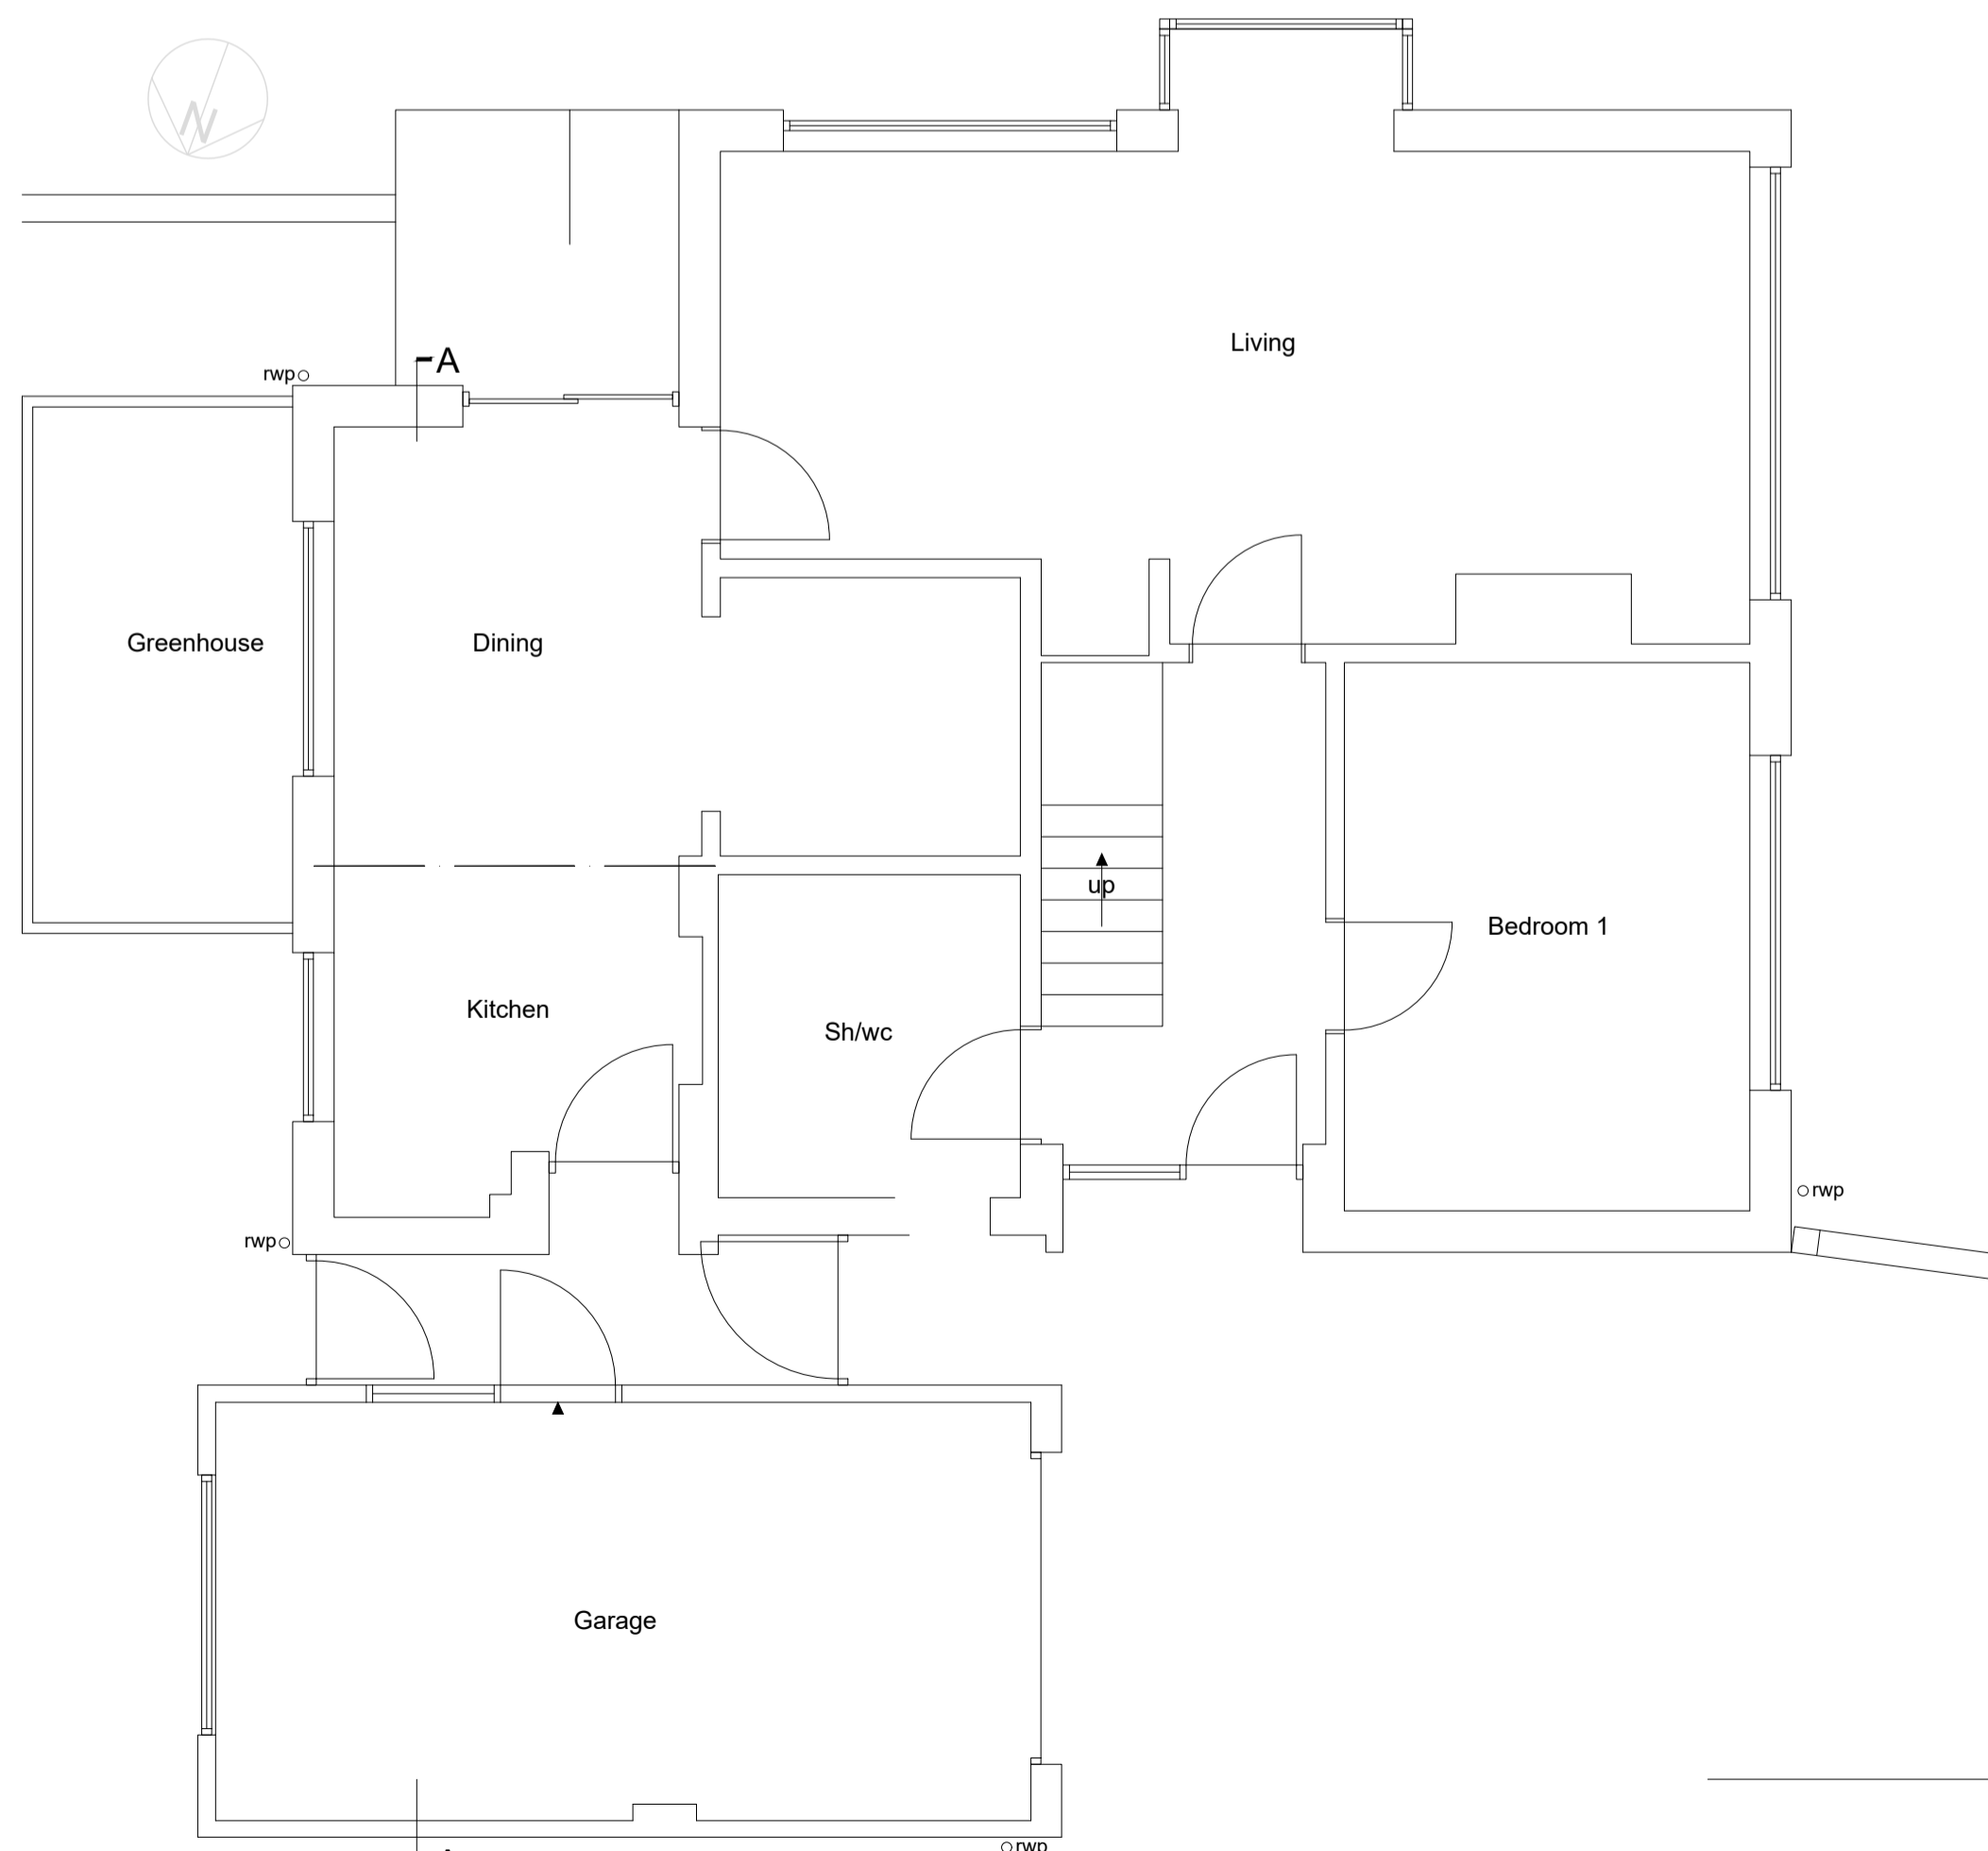 N
A
rwp
Living
Greenhouse
Dining
up
Bedroom 1
Kitchen
Sh/wc
rwp
rwp
Garage
rwp